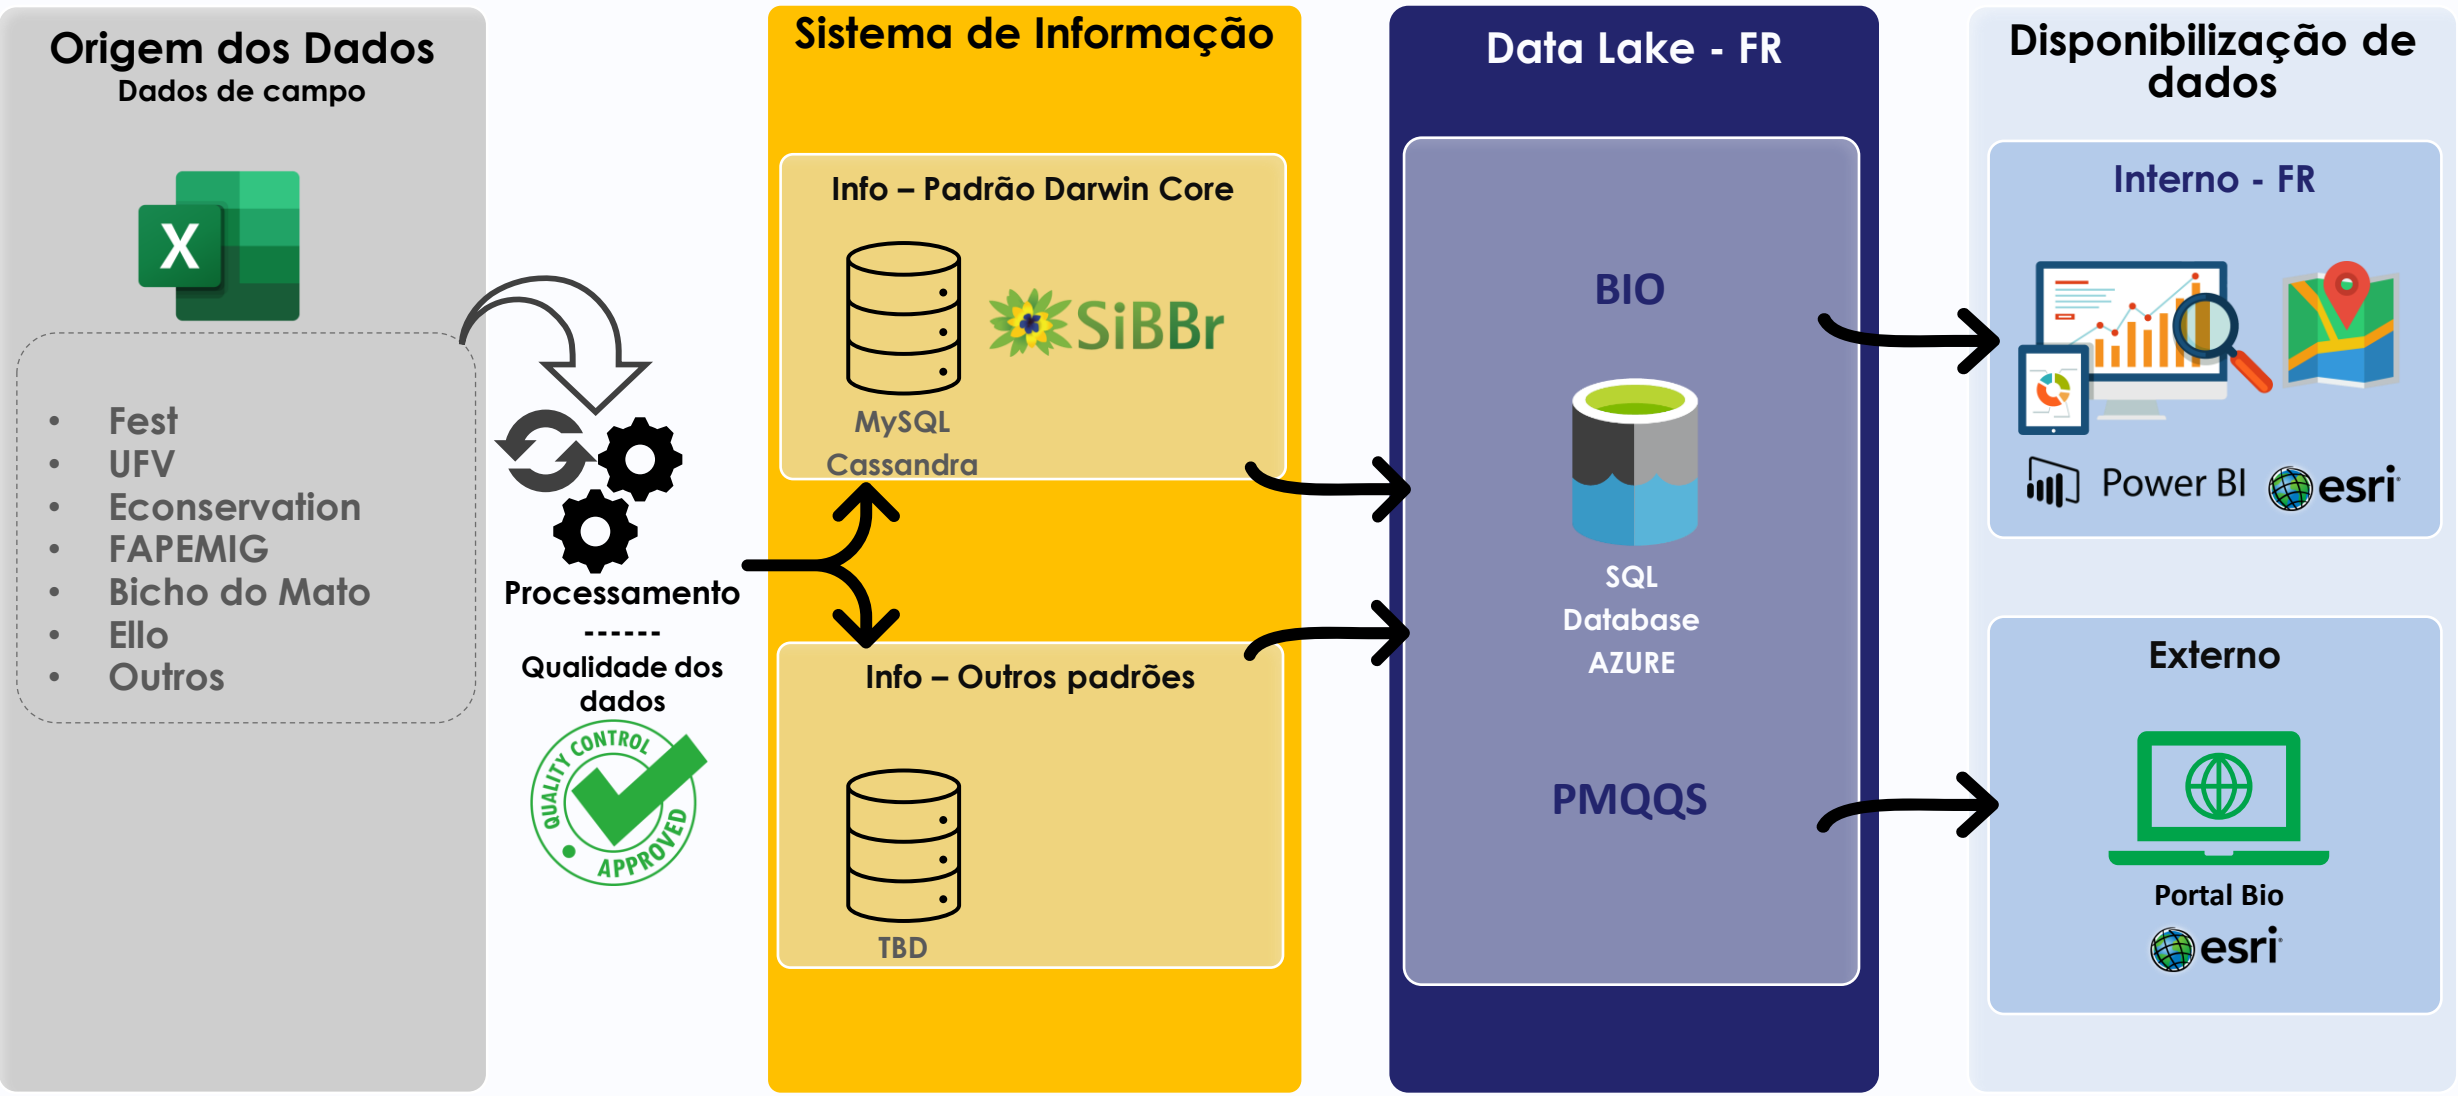 Origem dos Dados
Dados de campo
X
• Fest
• UFV
• Econservation
• FAPEMIG
• Bicho do Mato
• Ello
• Outros
Processamento
------
Qualidade dos
dados
QUALITY CONTROL
APPROVED
Sistema de Informação
Info – Padrão Darwin Core
SiBBr
MySQL
Cassandra
Info – Outros padrões
TBD
Data Lake - FR
BIO
SQL
Database
AZURE
PMQQS
Disponibilização de
dados
Interno - FR
Power BI
esri
Externo
Portal Bio
esri